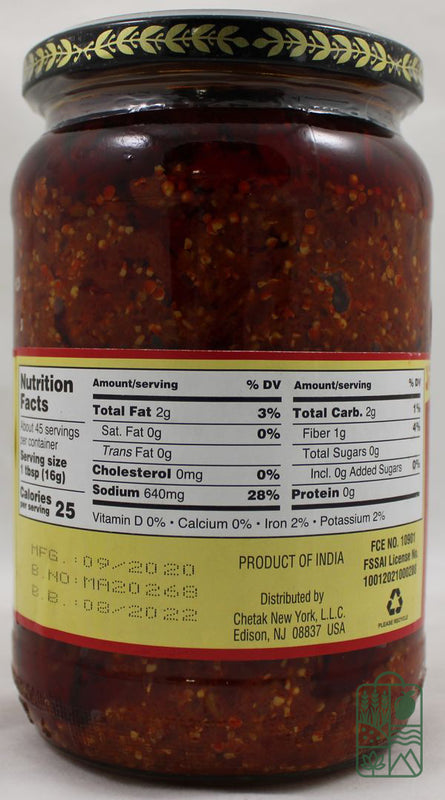 Nutrition
Facts
About 45 servings
per container
Serving size
1 tbsp (16g)
Calories
per serving 25
Amount/serving % DV
Total Fat 2g 3%
Sat. Fat 0g 0%
Trans Fat 0g
Cholesterol 0mg 0%
Sodium 640mg 28%
Amount/serving % DV
Total Carb. 2g 1%
Fiber 1g 4%
Total Sugars 0g
Incl. 0g Added Sugars 0%
Protein 0g
Vitamin D 0% • Calcium 0% • Iron 2% • Potassium 2%
MFG.:09/2020
B.NO:MA20268
B.B.:08/2022
PRODUCT OF INDIA
Distributed by
Chetak New York, L.L.C.
Edison, NJ 08837 USA
FCE NO. 10901
FSSAI License No.
10012021000280
PLEASE RECYCLE